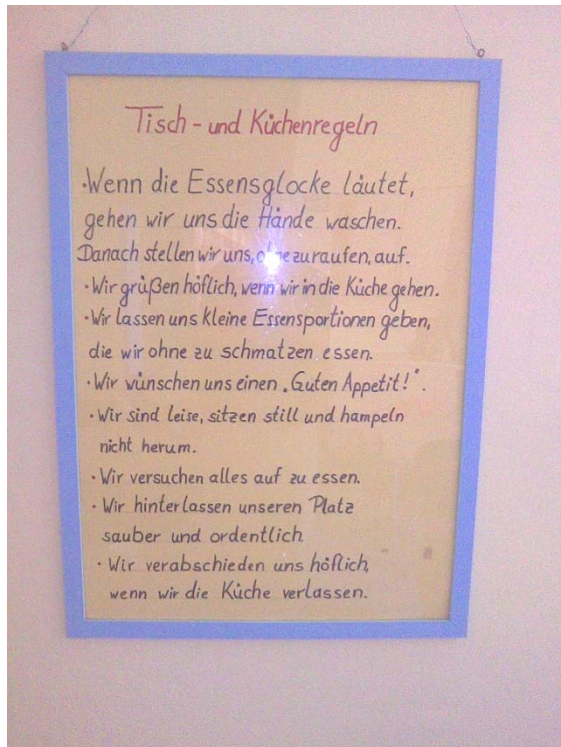 Tisch - und Küchenregeln
· Wenn die Essensglocke läutet,
gehen wir uns die Hände waschen.
Danach stellen wir uns, ohne zu raufen, auf.
· Wir grüßen höflich, wenn wir in die Küche gehen.
· Wir lassen uns kleine Essensportionen geben,
die wir ohne zu schmatzen essen.
· Wir wünschen uns einen „Guten Appetit!".
· Wir sind leise, sitzen still und hampeln
nicht herum.
· Wir versuchen alles auf zu essen.
· Wir hinterlassen unseren Platz
sauber und ordentlich
· Wir verabschieden uns höflich,
wenn wir die Küche verlassen.